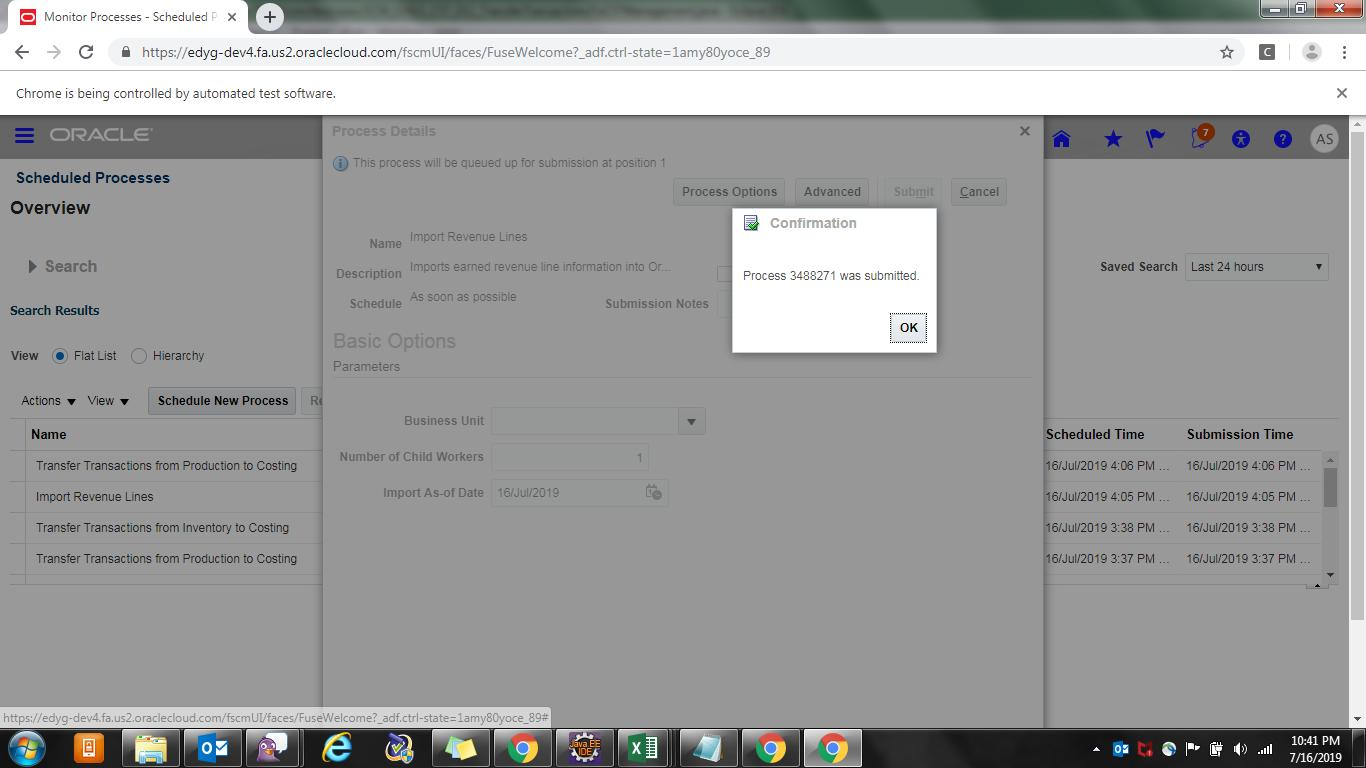 Monitor Processes - Scheduled P
https://edyg-dev4.fa.us2.oraclecloud.com/fscmUI/faces/FuseWelcome?_adf.ctrl-state=1amy80yoce_89
C
Chrome is being controlled by automated test software.
ORACLE
Process Details
7
AS
This process will be queued up for submission at position 1
Scheduled Processes
Process Options
Advanced
Submit
Cancel
Overview
Confirmation
Name Import Revenue Lines
Search
Description Imports earned revenue line information into Or...
Process 3488271 was submitted.
Saved Search Last 24 hours
Schedule As soon as possible
Submission Notes
Search Results
OK
Basic Options
View Flat List Hierarchy
Parameters
Actions View Schedule New Process Re
Business Unit
Name
Scheduled Time Submission Time
Number of Child Workers 1
Transfer Transactions from Production to Costing
16/Jul/2019 4:06 PM ... 16/Jul/2019 4:06 PM ...
Import As-of Date 16/Jul/2019
Import Revenue Lines
16/Jul/2019 4:05 PM ... 16/Jul/2019 4:05 PM ...
Transfer Transactions from Inventory to Costing
16/Jul/2019 3:38 PM ... 16/Jul/2019 3:38 PM ...
Transfer Transactions from Production to Costing
16/Jul/2019 3:37 PM ... 16/Jul/2019 3:37 PM ...
https://edyg-dev4.fa.us2.oraclecloud.com/fscmUI/faces/FuseWelcome?_adf.ctrl-state=1amy80yoce_89#
Java EE
IDE
10:41 PM
7/16/2019